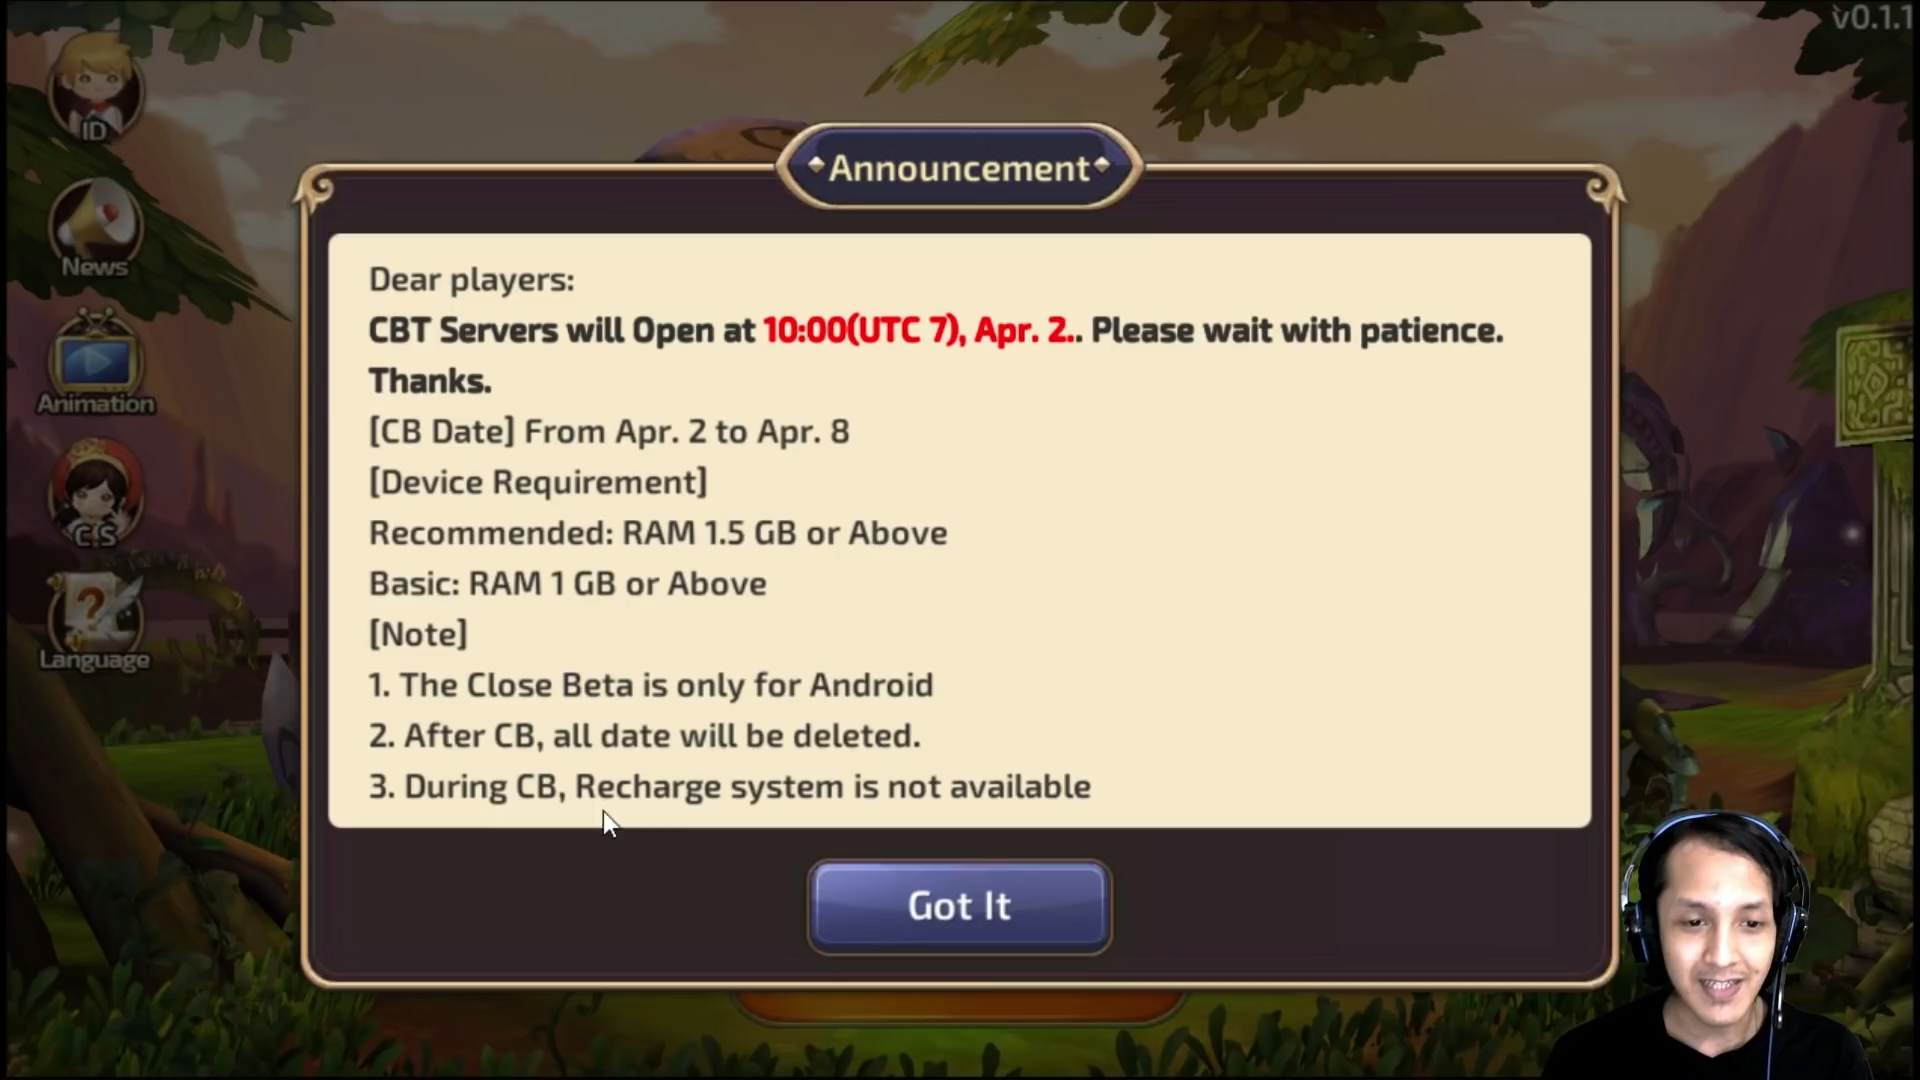 v0.1.1
ID
News
Animation
C.S
Language
Announcement
Dear players:
CBT Servers will Open at 10:00(UTC 7), Apr. 2.. Please wait with patience.
Thanks.
[CB Date] From Apr. 2 to Apr. 8
[Device Requirement]
Recommended: RAM 1.5 GB or Above
Basic: RAM 1 GB or Above
[Note]
1. The Close Beta is only for Android
2. After CB, all date will be deleted.
3. During CB, Recharge system is not available
Got It